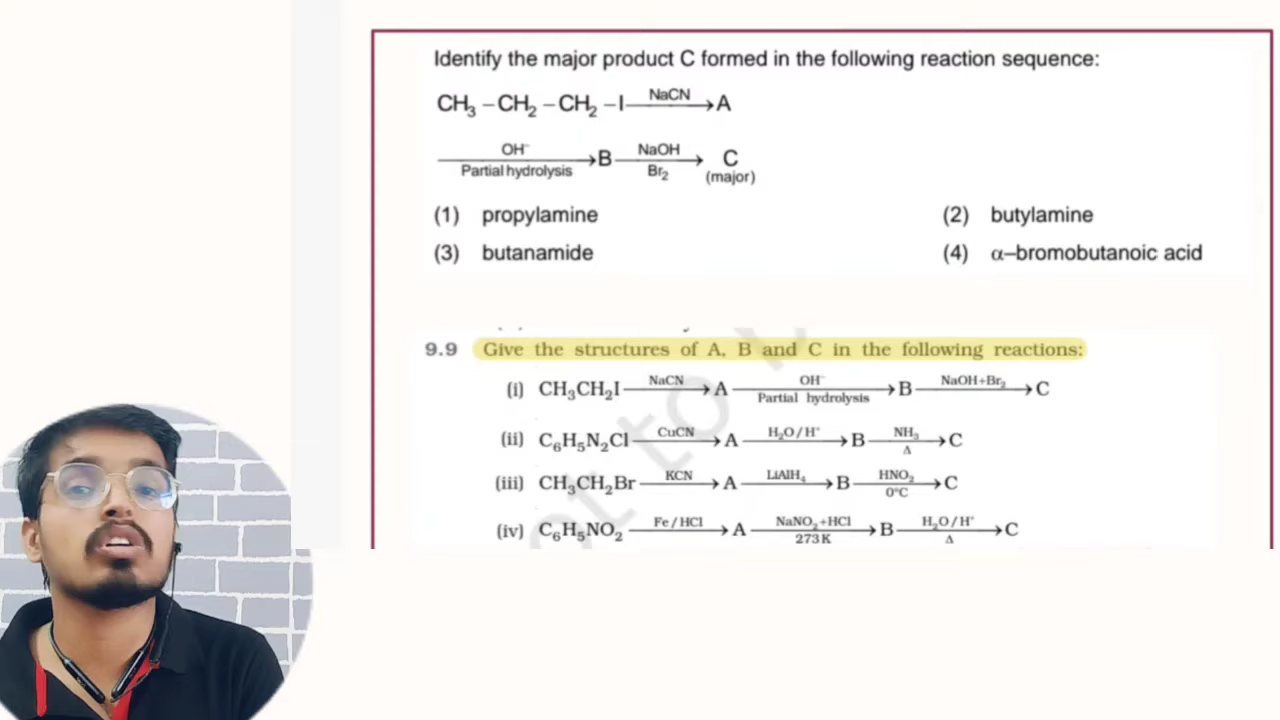 Identify the major product C formed in the following reaction sequence:
CH₃ – CH₂ – CH₂ – I —NaCN→ A
—OH⁻ / Partial hydrolysis→ B —NaOH / Br₂→ C (major)
(1) propylamine (2) butylamine
(3) butanamide (4) α–bromobutanoic acid
9.9 Give the structures of A, B and C in the following reactions:
(i) CH₃CH₂I —NaCN→ A —OH⁻ / Partial hydrolysis→ B —NaOH+Br₂→ C
(ii) C₆H₅N₂Cl —CuCN→ A —H₂O/H⁺→ B —NH₃ / Δ→ C
(iii) CH₃CH₂Br —KCN→ A —LiAlH₄→ B —HNO₂ / 0°C→ C
(iv) C₆H₅NO₂ —Fe/HCl→ A —NaNO₂+HCl / 273 K→ B —H₂O/H⁺ / Δ→ C